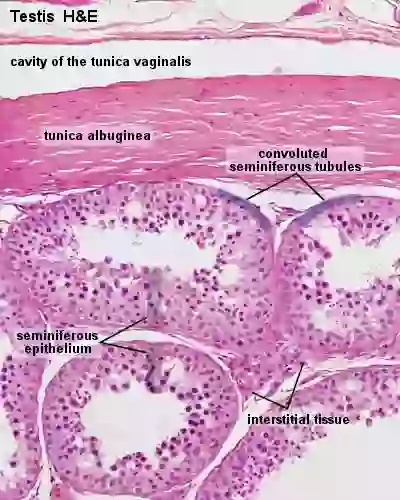 Testis H&E
cavity of the tunica vaginalis
tunica albuginea
convoluted
seminiferous tubules
seminiferous
epithelium
interstitial tissue